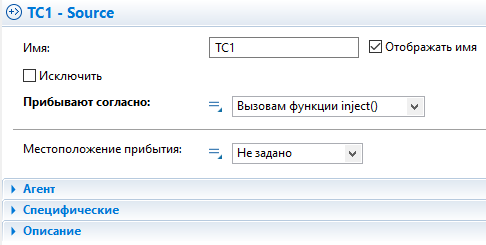 TC1 - Source
Имя: TC1 Отображать имя
Исключить
Прибывают согласно: Вызовам функции inject()
Местоположение прибытия: Не задано
Агент
Специфические
Описание